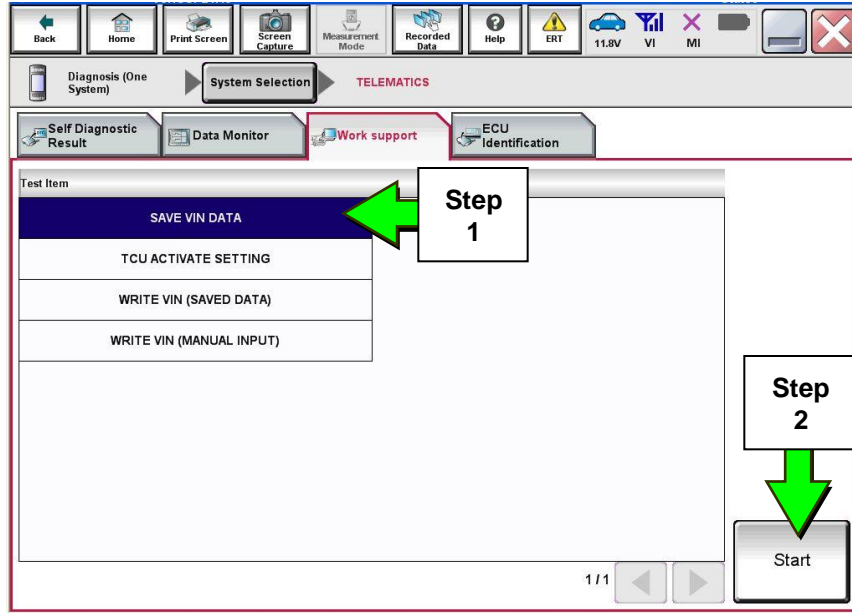 Back
Home
Print Screen
Screen
Capture
Measurement
Mode
Recorded
Data
Help
ERT
11.8V
VI
MI
Diagnosis (One
System)
System Selection
TELEMATICS
Self Diagnostic
Result
Data Monitor
Work support
ECU
Identification
Test Item
SAVE VIN DATA
Step
1
TCU ACTIVATE SETTING
WRITE VIN (SAVED DATA)
WRITE VIN (MANUAL INPUT)
Step
2
Start
1/1